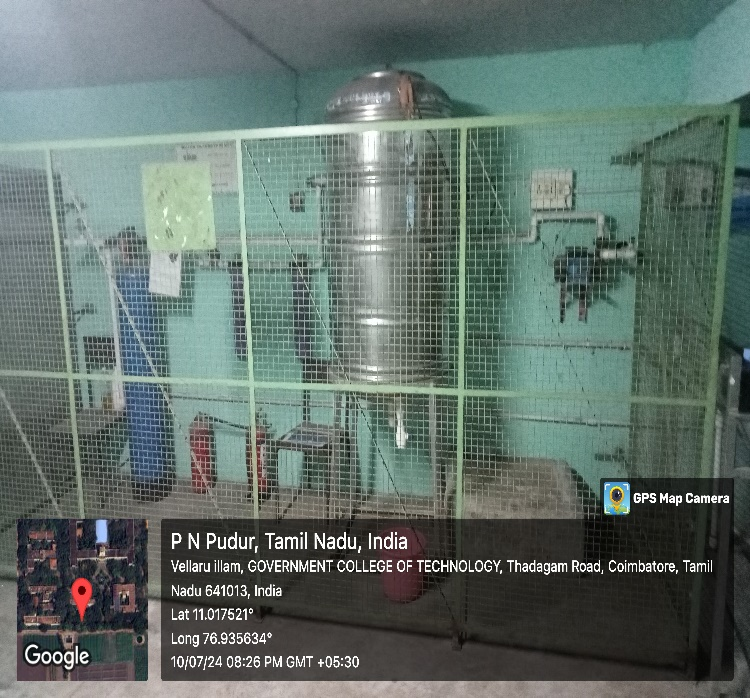 GPS Map Camera
P N Pudur, Tamil Nadu, India
Vellaru illam, GOVERNMENT COLLEGE OF TECHNOLOGY, Thadagam Road, Coimbatore, Tamil
Nadu 641013, India
Lat 11.017521°
Long 76.935634°
10/07/24 08:26 PM GMT +05:30
Google